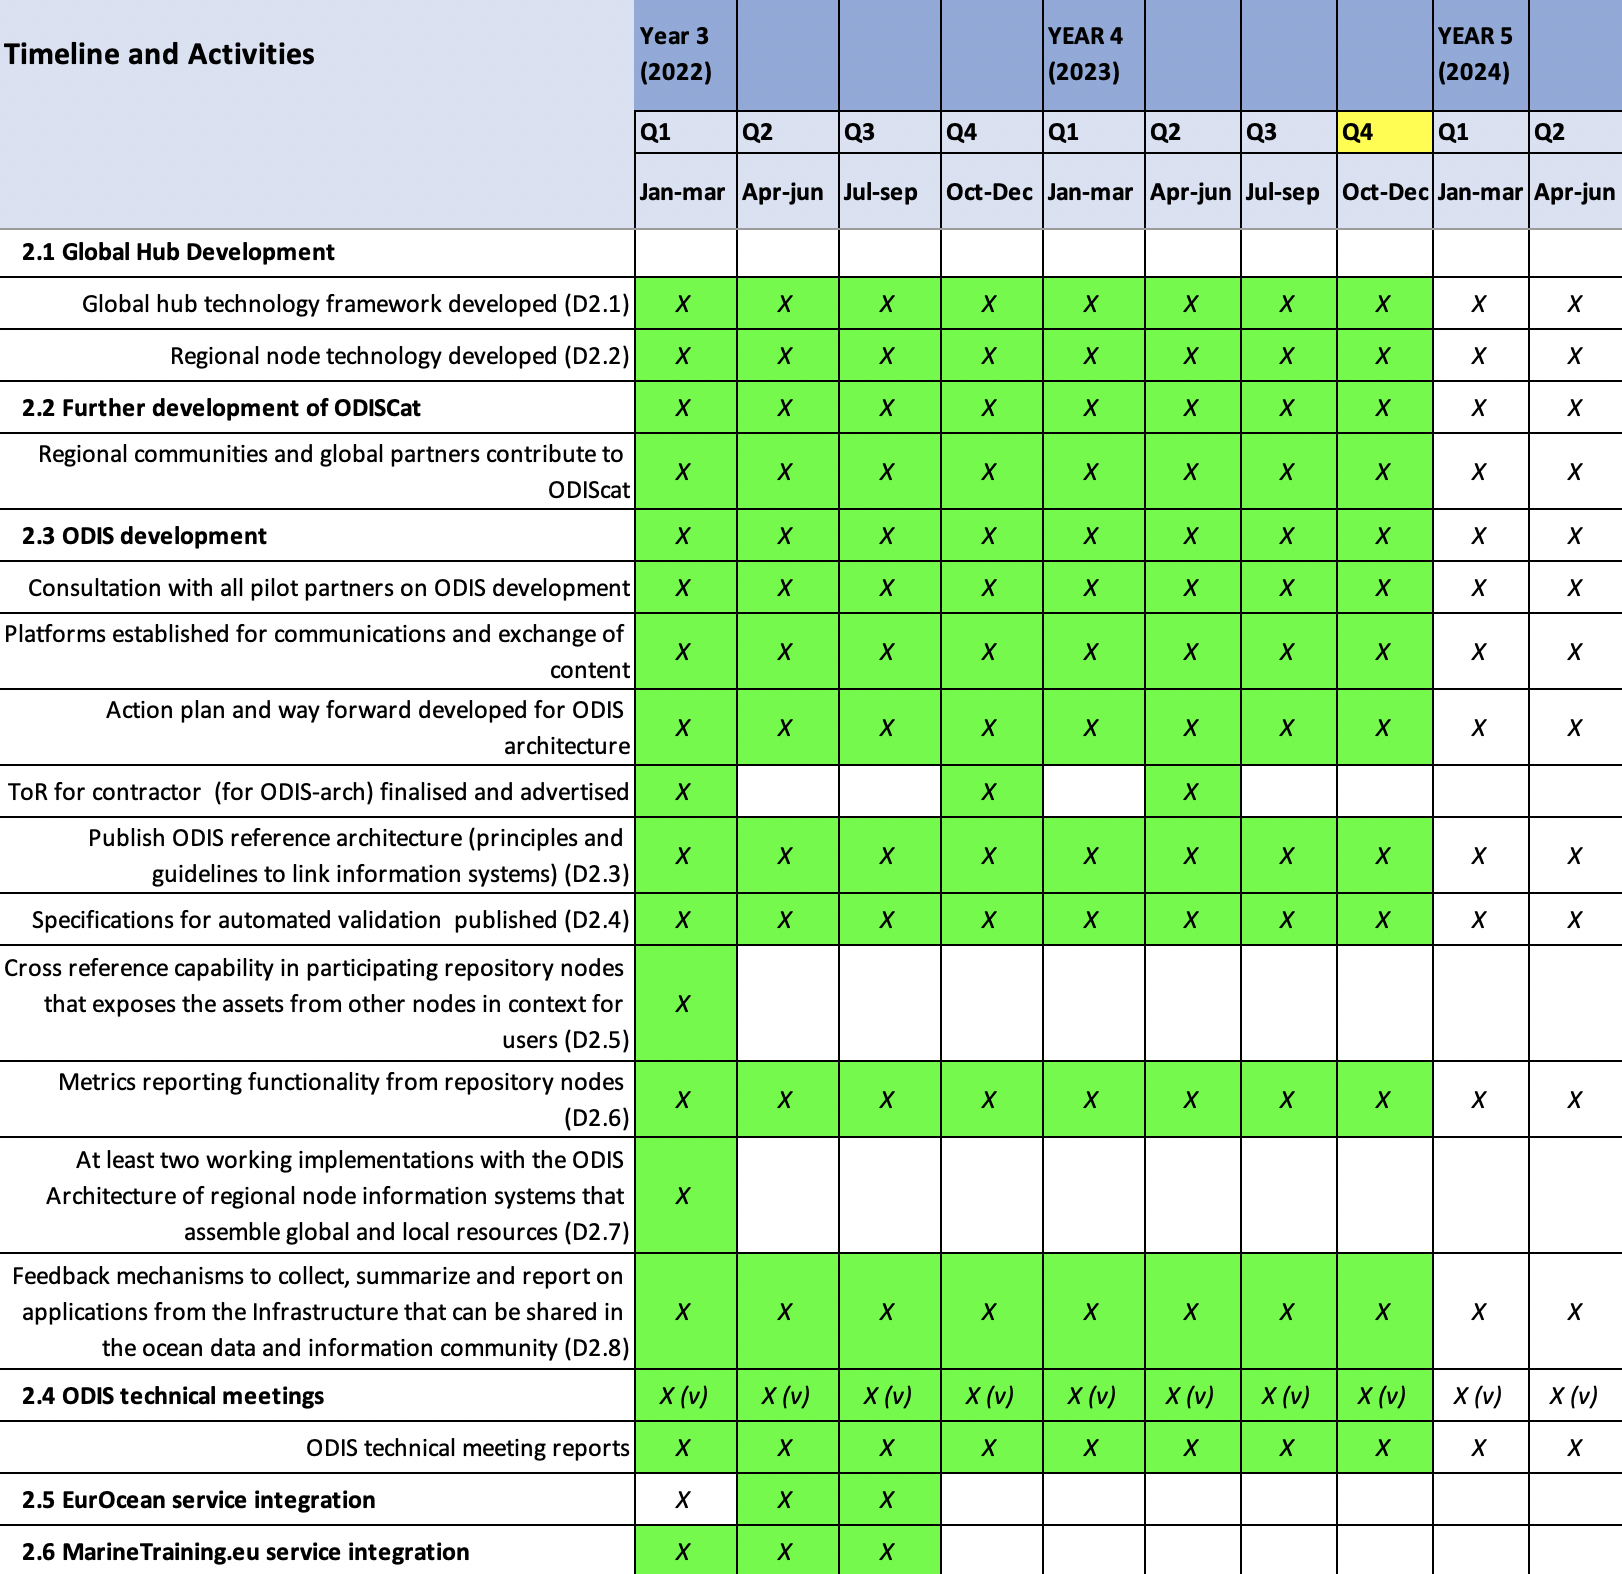 Timeline and Activities
Year 3 (2022) YEAR 4 (2023) YEAR 5 (2024)
Q1 Q2 Q3 Q4 Q1 Q2 Q3 Q4 Q1 Q2
Jan-mar Apr-jun Jul-sep Oct-Dec Jan-mar Apr-jun Jul-sep Oct-Dec Jan-mar Apr-jun
2.1 Global Hub Development
Global hub technology framework developed (D2.1) X X X X X X X X X X
Regional node technology developed (D2.2) X X X X X X X X X X
2.2 Further development of ODISCat X X X X X X X X X X
Regional communities and global partners contribute to
ODIScat X X X X X X X X X X
2.3 ODIS development X X X X X X X X X X
Consultation with all pilot partners on ODIS development X X X X X X X X X X
Platforms established for communications and exchange of
content X X X X X X X X X X
Action plan and way forward developed for ODIS
architecture X X X X X X X X X X
ToR for contractor (for ODIS-arch) finalised and advertised X X X
Publish ODIS reference architecture (principles and
guidelines to link information systems) (D2.3) X X X X X X X X X X
Specifications for automated validation published (D2.4) X X X X X X X X X X
Cross reference capability in participating repository nodes
that exposes the assets from other nodes in context for X
users (D2.5)
Metrics reporting functionality from repository nodes
(D2.6) X X X X X X X X X X
At least two working implementations with the ODIS
Architecture of regional node information systems that X
assemble global and local resources (D2.7)
Feedback mechanisms to collect, summarize and report on
applications from the Infrastructure that can be shared in X X X X X X X X X X
the ocean data and information community (D2.8)
2.4 ODIS technical meetings X (v) X (v) X (v) X (v) X (v) X (v) X (v) X (v) X (v) X (v)
ODIS technical meeting reports X X X X X X X X X X
2.5 EurOcean service integration X X X
2.6 MarineTraining.eu service integration X X X